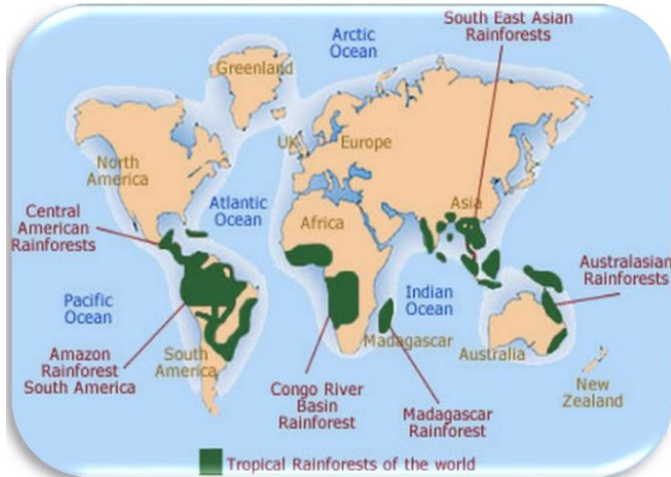 South East Asian
Rainforests
Arctic
Ocean
Greenland
UK
Europe
North
America
Atlantic
Ocean
Asia
Africa
Central
American
Rainforests
Australasian
Rainforests
Pacific
Ocean
Indian
Ocean
Madagascar
Australia
Amazon
Rainforest
South America
South
America
Congo River
Basin
Rainforest
Madagascar
Rainforest
New
Zealand
Tropical Rainforests of the world